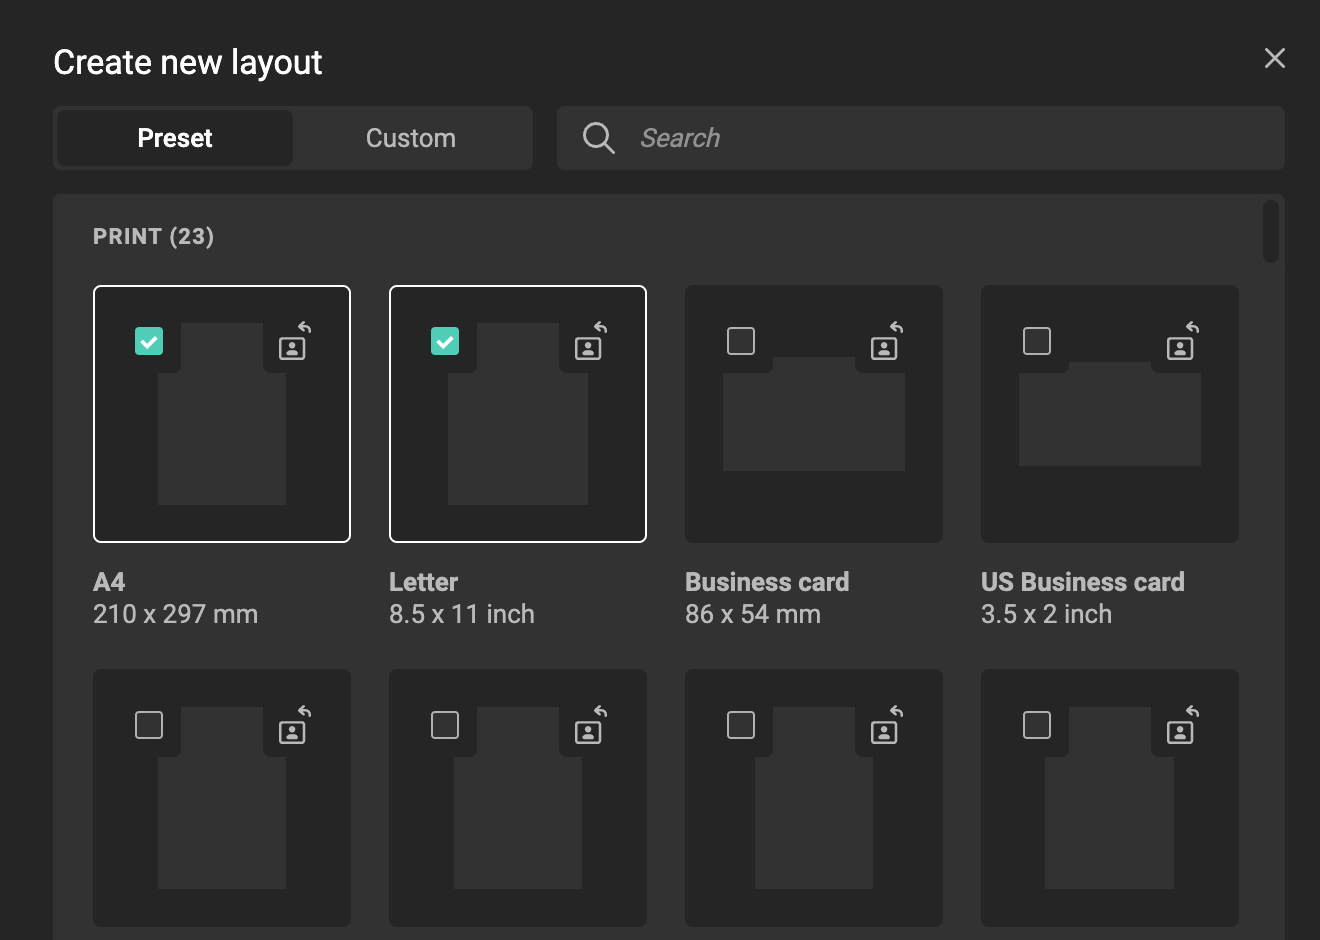 Create new layout
Preset
Custom
Search
PRINT (23)
A4
210 x 297 mm
Letter
8.5 x 11 inch
Business card
86 x 54 mm
US Business card
3.5 x 2 inch